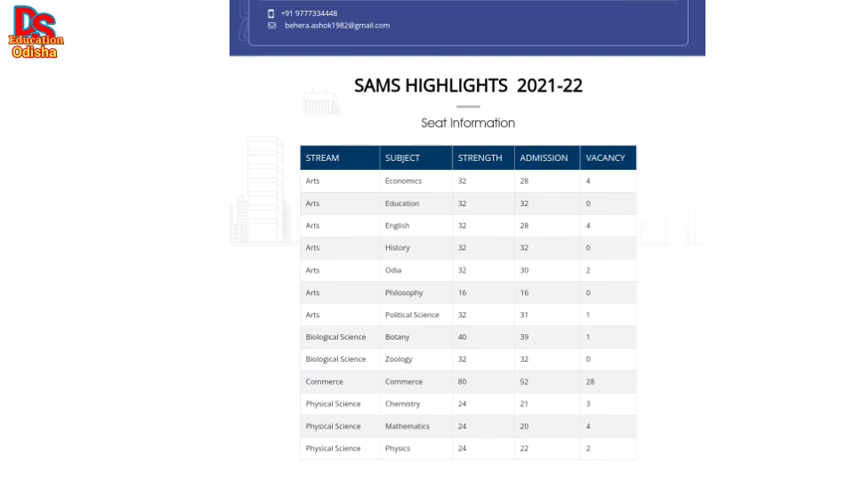 DS
Education
Odisha
+91 9777334448
behera.ashok1982@gmail.com
SAMS HIGHLIGHTS 2021-22
Seat Information
STREAM SUBJECT STRENGTH ADMISSION VACANCY
Arts Economics 32 28 4
Arts Education 32 32 0
Arts English 32 28 4
Arts History 32 32 0
Arts Odia 32 30 2
Arts Philosophy 16 16 0
Arts Political Science 32 31 1
Biological Science Botany 40 39 1
Biological Science Zoology 32 32 0
Commerce Commerce 80 52 28
Physical Science Chemistry 24 21 3
Physical Science Mathematics 24 20 4
Physical Science Physics 24 22 2